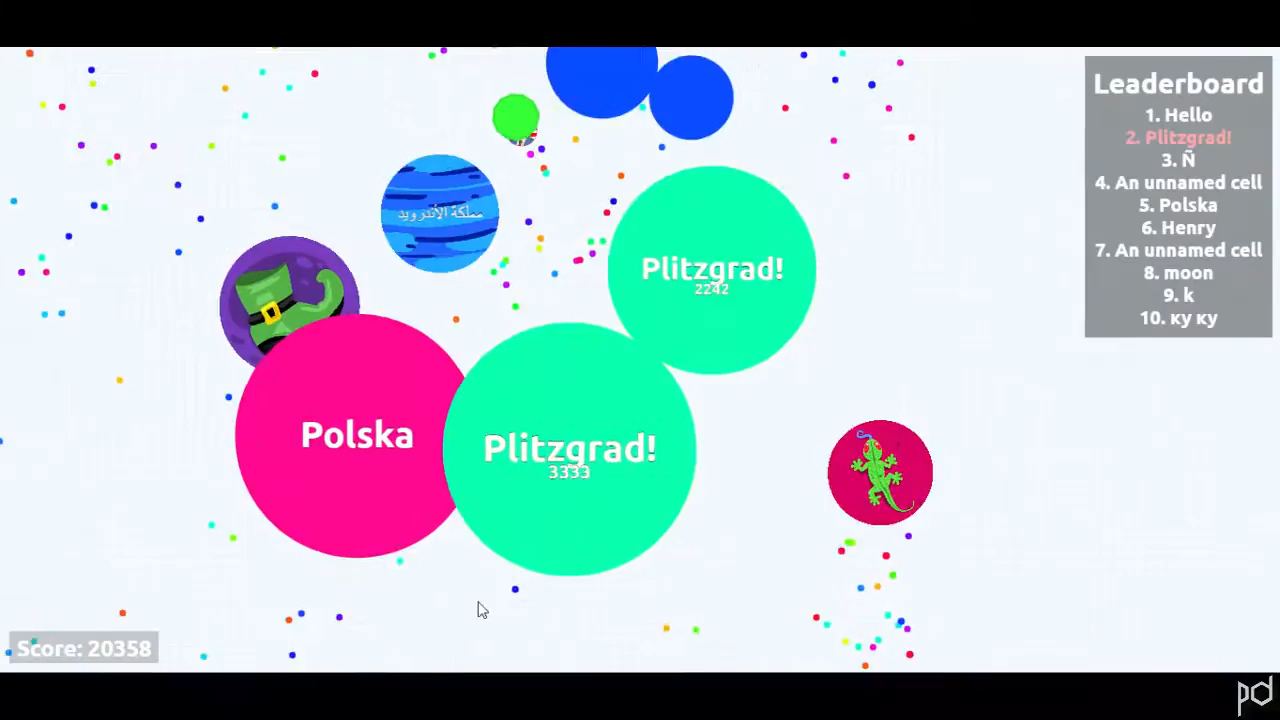 Leaderboard
1. Hello
2. Plitzgrad!
3. Ñ
4. An unnamed cell
5. Polska
6. Henry
7. An unnamed cell
8. moon
9. k
10. ку ку
مملكة الأندرويد
Plitzgrad!
2242
Polska
Plitzgrad!
3333
Score: 20358
pd